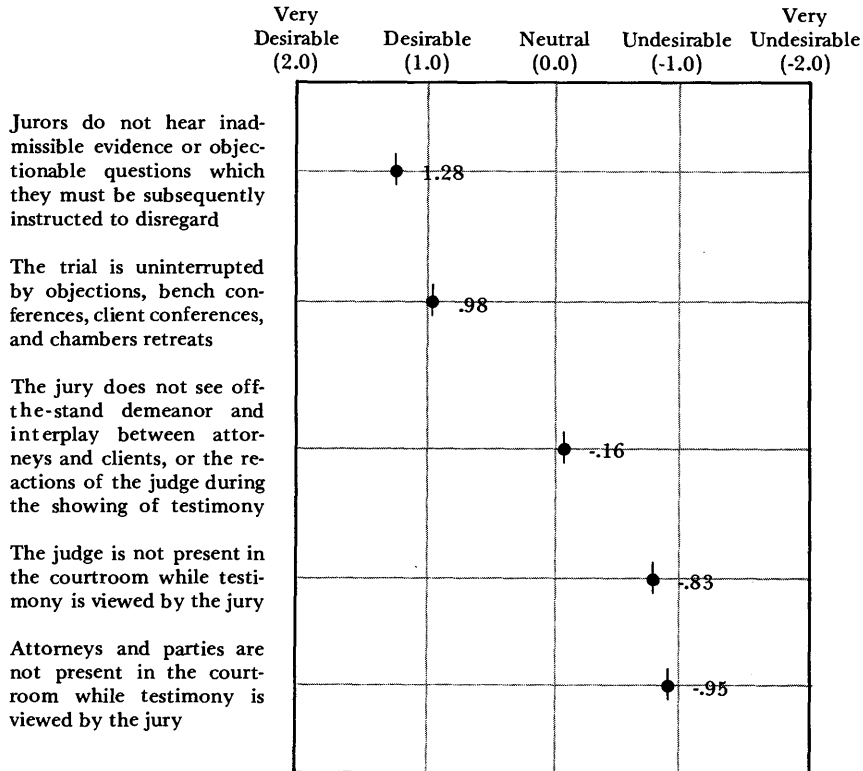 Very
Desirable
(2.0)
Desirable
(1.0)
Neutral
(0.0)
Undesirable
(-1.0)
Very
Undesirable
(-2.0)
Jurors do not hear inad-
missible evidence or objec-
tionable questions which
they must be subsequently
instructed to disregard
1.28
The trial is uninterrupted
by objections, bench con-
ferences, client conferences,
and chambers retreats
.98
The jury does not see off-
the-stand demeanor and
interplay between attor-
neys and clients, or the re-
actions of the judge during
the showing of testimony
-.16
The judge is not present in
the courtroom while testi-
mony is viewed by the jury
-.83
Attorneys and parties are
not present in the court-
room while testimony is
viewed by the jury
-.95